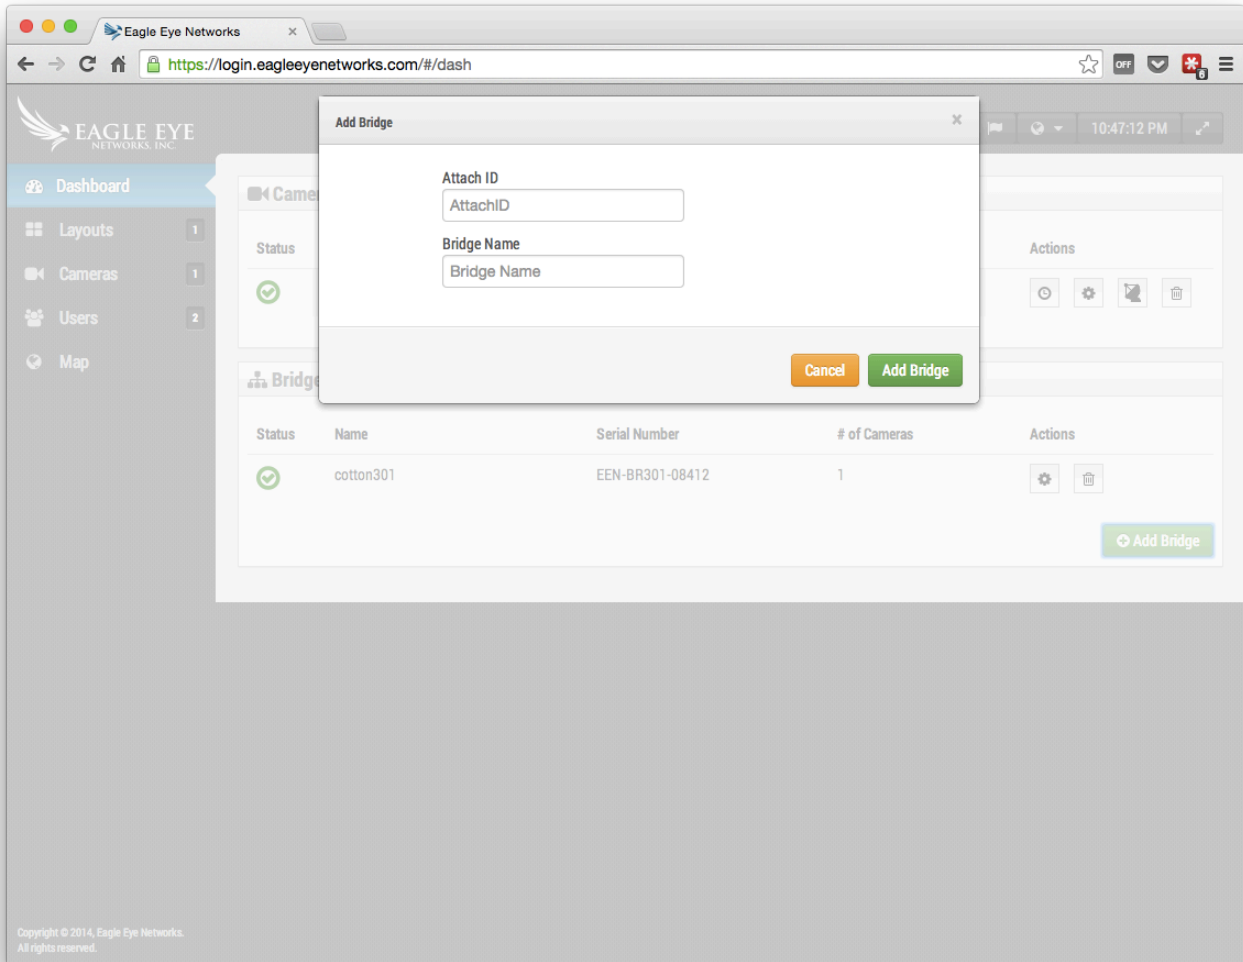 Eagle Eye Networks
https://login.eagleeyenetworks.com/#/dash
OFF
6
EAGLE EYE
NETWORKS, INC
Add Bridge
10:47:12 PM
Dashboard
Layouts 1
Cameras 1
Users 2
Map
Attach ID
AttachID
Bridge Name
Bridge Name
Cancel Add Bridge
Came
Status Actions
Bridge
Status Name Serial Number # of Cameras Actions
cotton301 EEN-BR301-08412 1
Add Bridge
Copyright © 2014, Eagle Eye Networks.
All rights reserved.